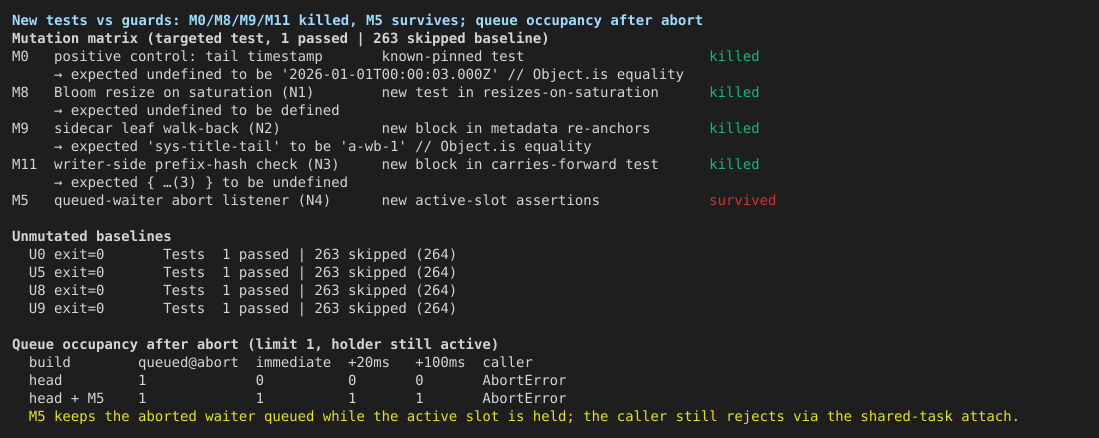 New tests vs guards: M0/M8/M9/M11 killed, M5 survives; queue occupancy after abort
Mutation matrix (targeted test, 1 passed | 263 skipped baseline)
M0 positive control: tail timestamp known-pinned test killed
→ expected undefined to be '2026-01-01T00:00:03.000Z' // Object.is equality
M8 Bloom resize on saturation (N1) new test in resizes-on-saturation killed
→ expected undefined to be defined
M9 sidecar leaf walk-back (N2) new block in metadata re-anchors killed
→ expected 'sys-title-tail' to be 'a-wb-1' // Object.is equality
M11 writer-side prefix-hash check (N3) new block in carries-forward test killed
→ expected { …(3) } to be undefined
M5 queued-waiter abort listener (N4) new active-slot assertions survived
Unmutated baselines
U0 exit=0 Tests 1 passed | 263 skipped (264)
U5 exit=0 Tests 1 passed | 263 skipped (264)
U8 exit=0 Tests 1 passed | 263 skipped (264)
U9 exit=0 Tests 1 passed | 263 skipped (264)
Queue occupancy after abort (limit 1, holder still active)
build queued@abort immediate +20ms +100ms caller
head 1 0 0 0 AbortError
head + M5 1 1 1 1 AbortError
M5 keeps the aborted waiter queued while the active slot is held; the caller still rejects via the shared-task attach.